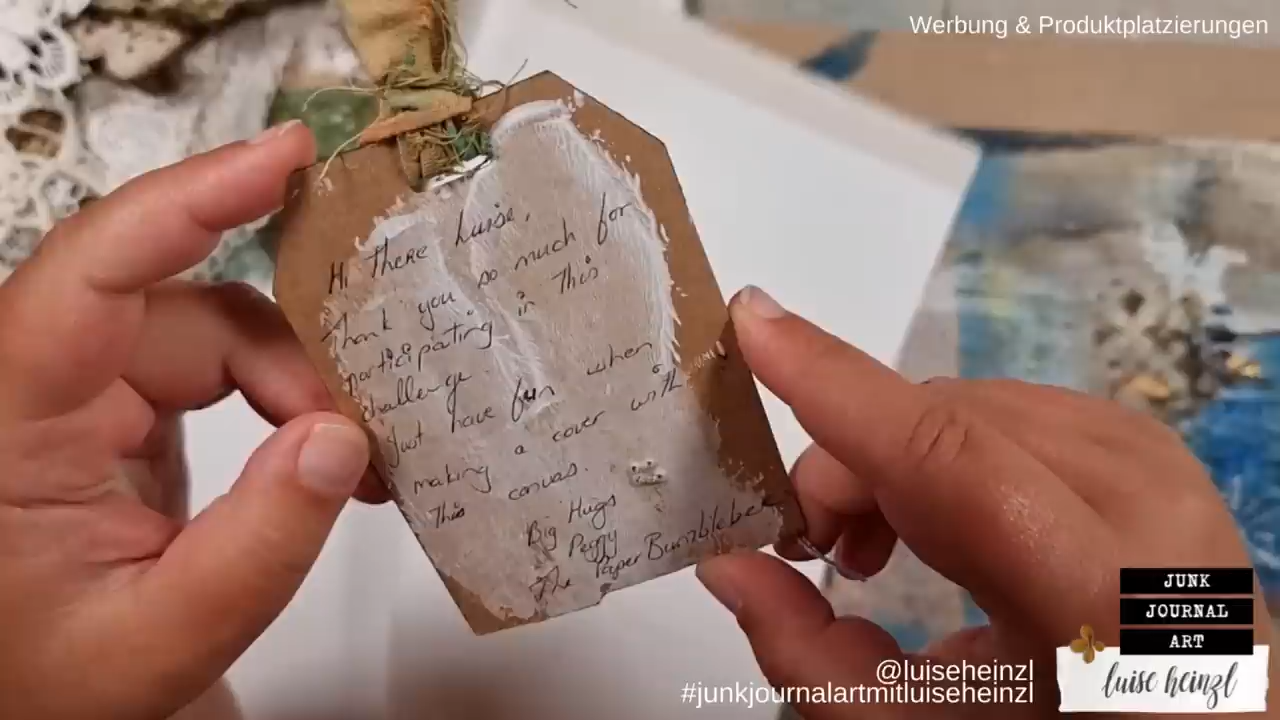 Werbung & Produktplatzierungen
Hi There Luise,
Thank you so much for
participating in this
challenge.
Just have fun when
making a cover with
This canvas.
Big Hugs
Peggy
The Paper Bumblebee
JUNK
JOURNAL
ART
luise heinzl
@luiseheinzl
#junkjournalartmitluiseheinzl